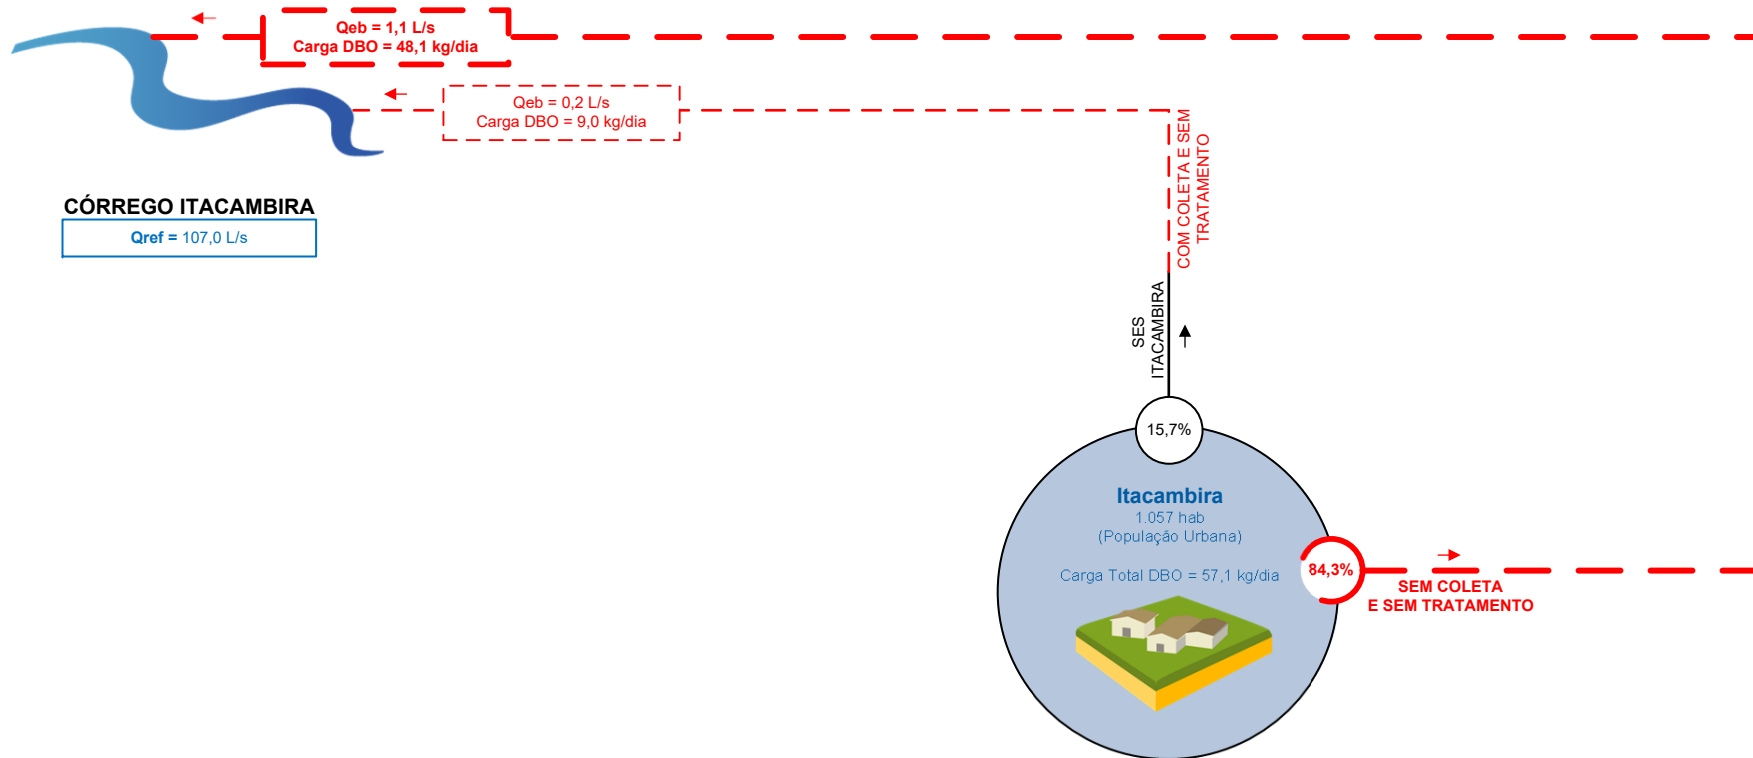 Qeb = 1,1 L/s
Carga DBO = 48,1 kg/dia
Qeb = 0,2 L/s
Carga DBO = 9,0 kg/dia
CÓRREGO ITACAMBIRA
Qref = 107,0 L/s
COM COLETA E SEM
TRATAMENTO
SES
ITACAMBIRA
15,7%
Itacambira
1.057 hab
(População Urbana)
Carga Total DBO = 57,1 kg/dia
84,3%
SEM COLETA
E SEM TRATAMENTO